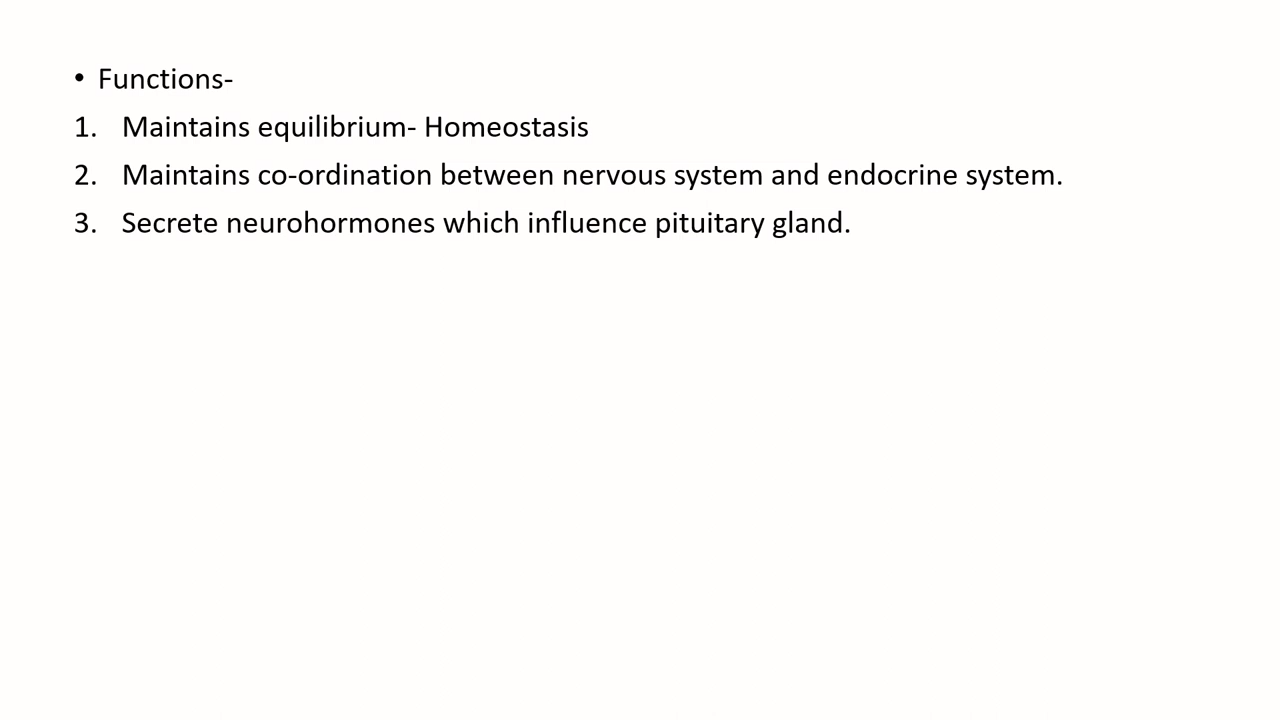 • Functions-
1. Maintains equilibrium- Homeostasis
2. Maintains co-ordination between nervous system and endocrine system.
3. Secrete neurohormones which influence pituitary gland.